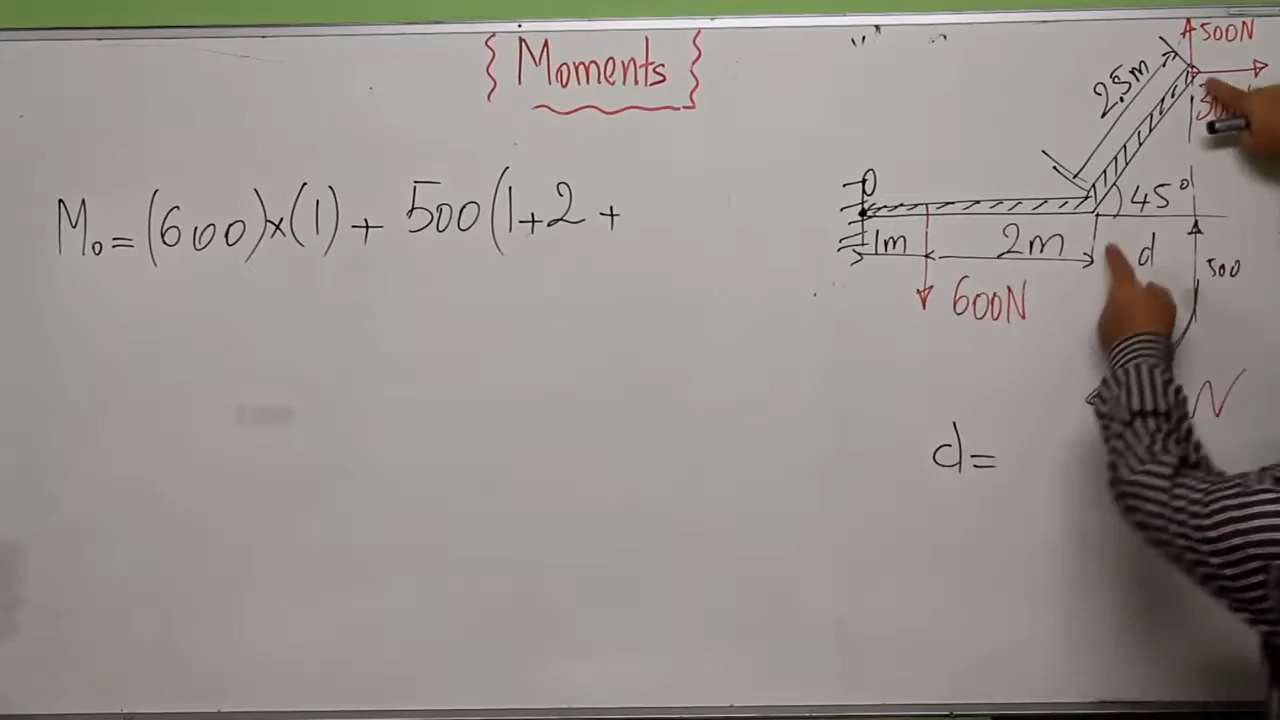 { Moments }
500N
2.5m
M₀ = (600)×(1) + 500(1+2+
O
45°
1m
2m
d
500
600N
d=
N